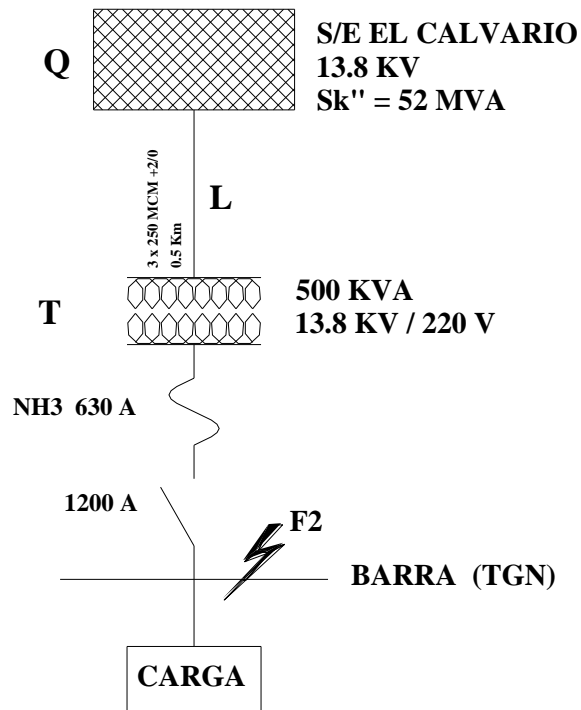 Q
S/E EL CALVARIO
13.8 KV
Sk" = 52 MVA
3 x 250 MCM +2/0
0.5 Km
L
T
500 KVA
13.8 KV / 220 V
NH3 630 A
1200 A
F2
BARRA (TGN)
CARGA